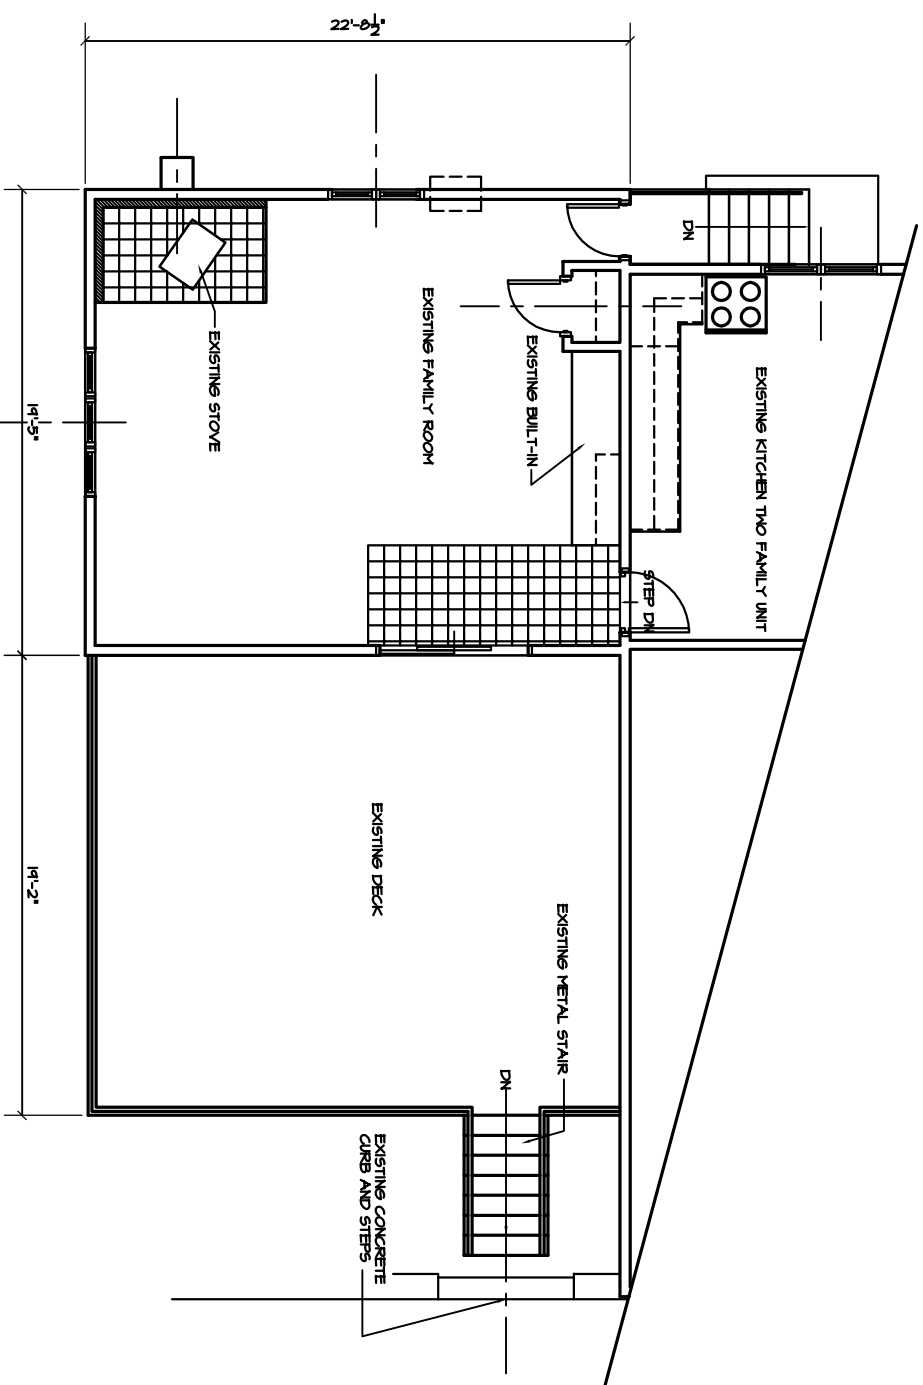 22'-8½"
DN
EXISTING KITCHEN TWO FAMILY UNIT
STEP DN
EXISTING BUILT-IN
EXISTING FAMILY ROOM
EXISTING STOVE
19'-5"
19'-2"
EXISTING METAL STAIR
DN
EXISTING DECK
EXISTING CONCRETE
CURB AND STEPS